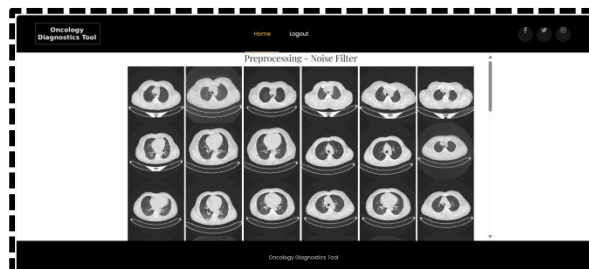 Oncology
Diagnostics Tool
Home
Logout
Preprocessing - Noise Filter
Oncology Diagnostics Tool